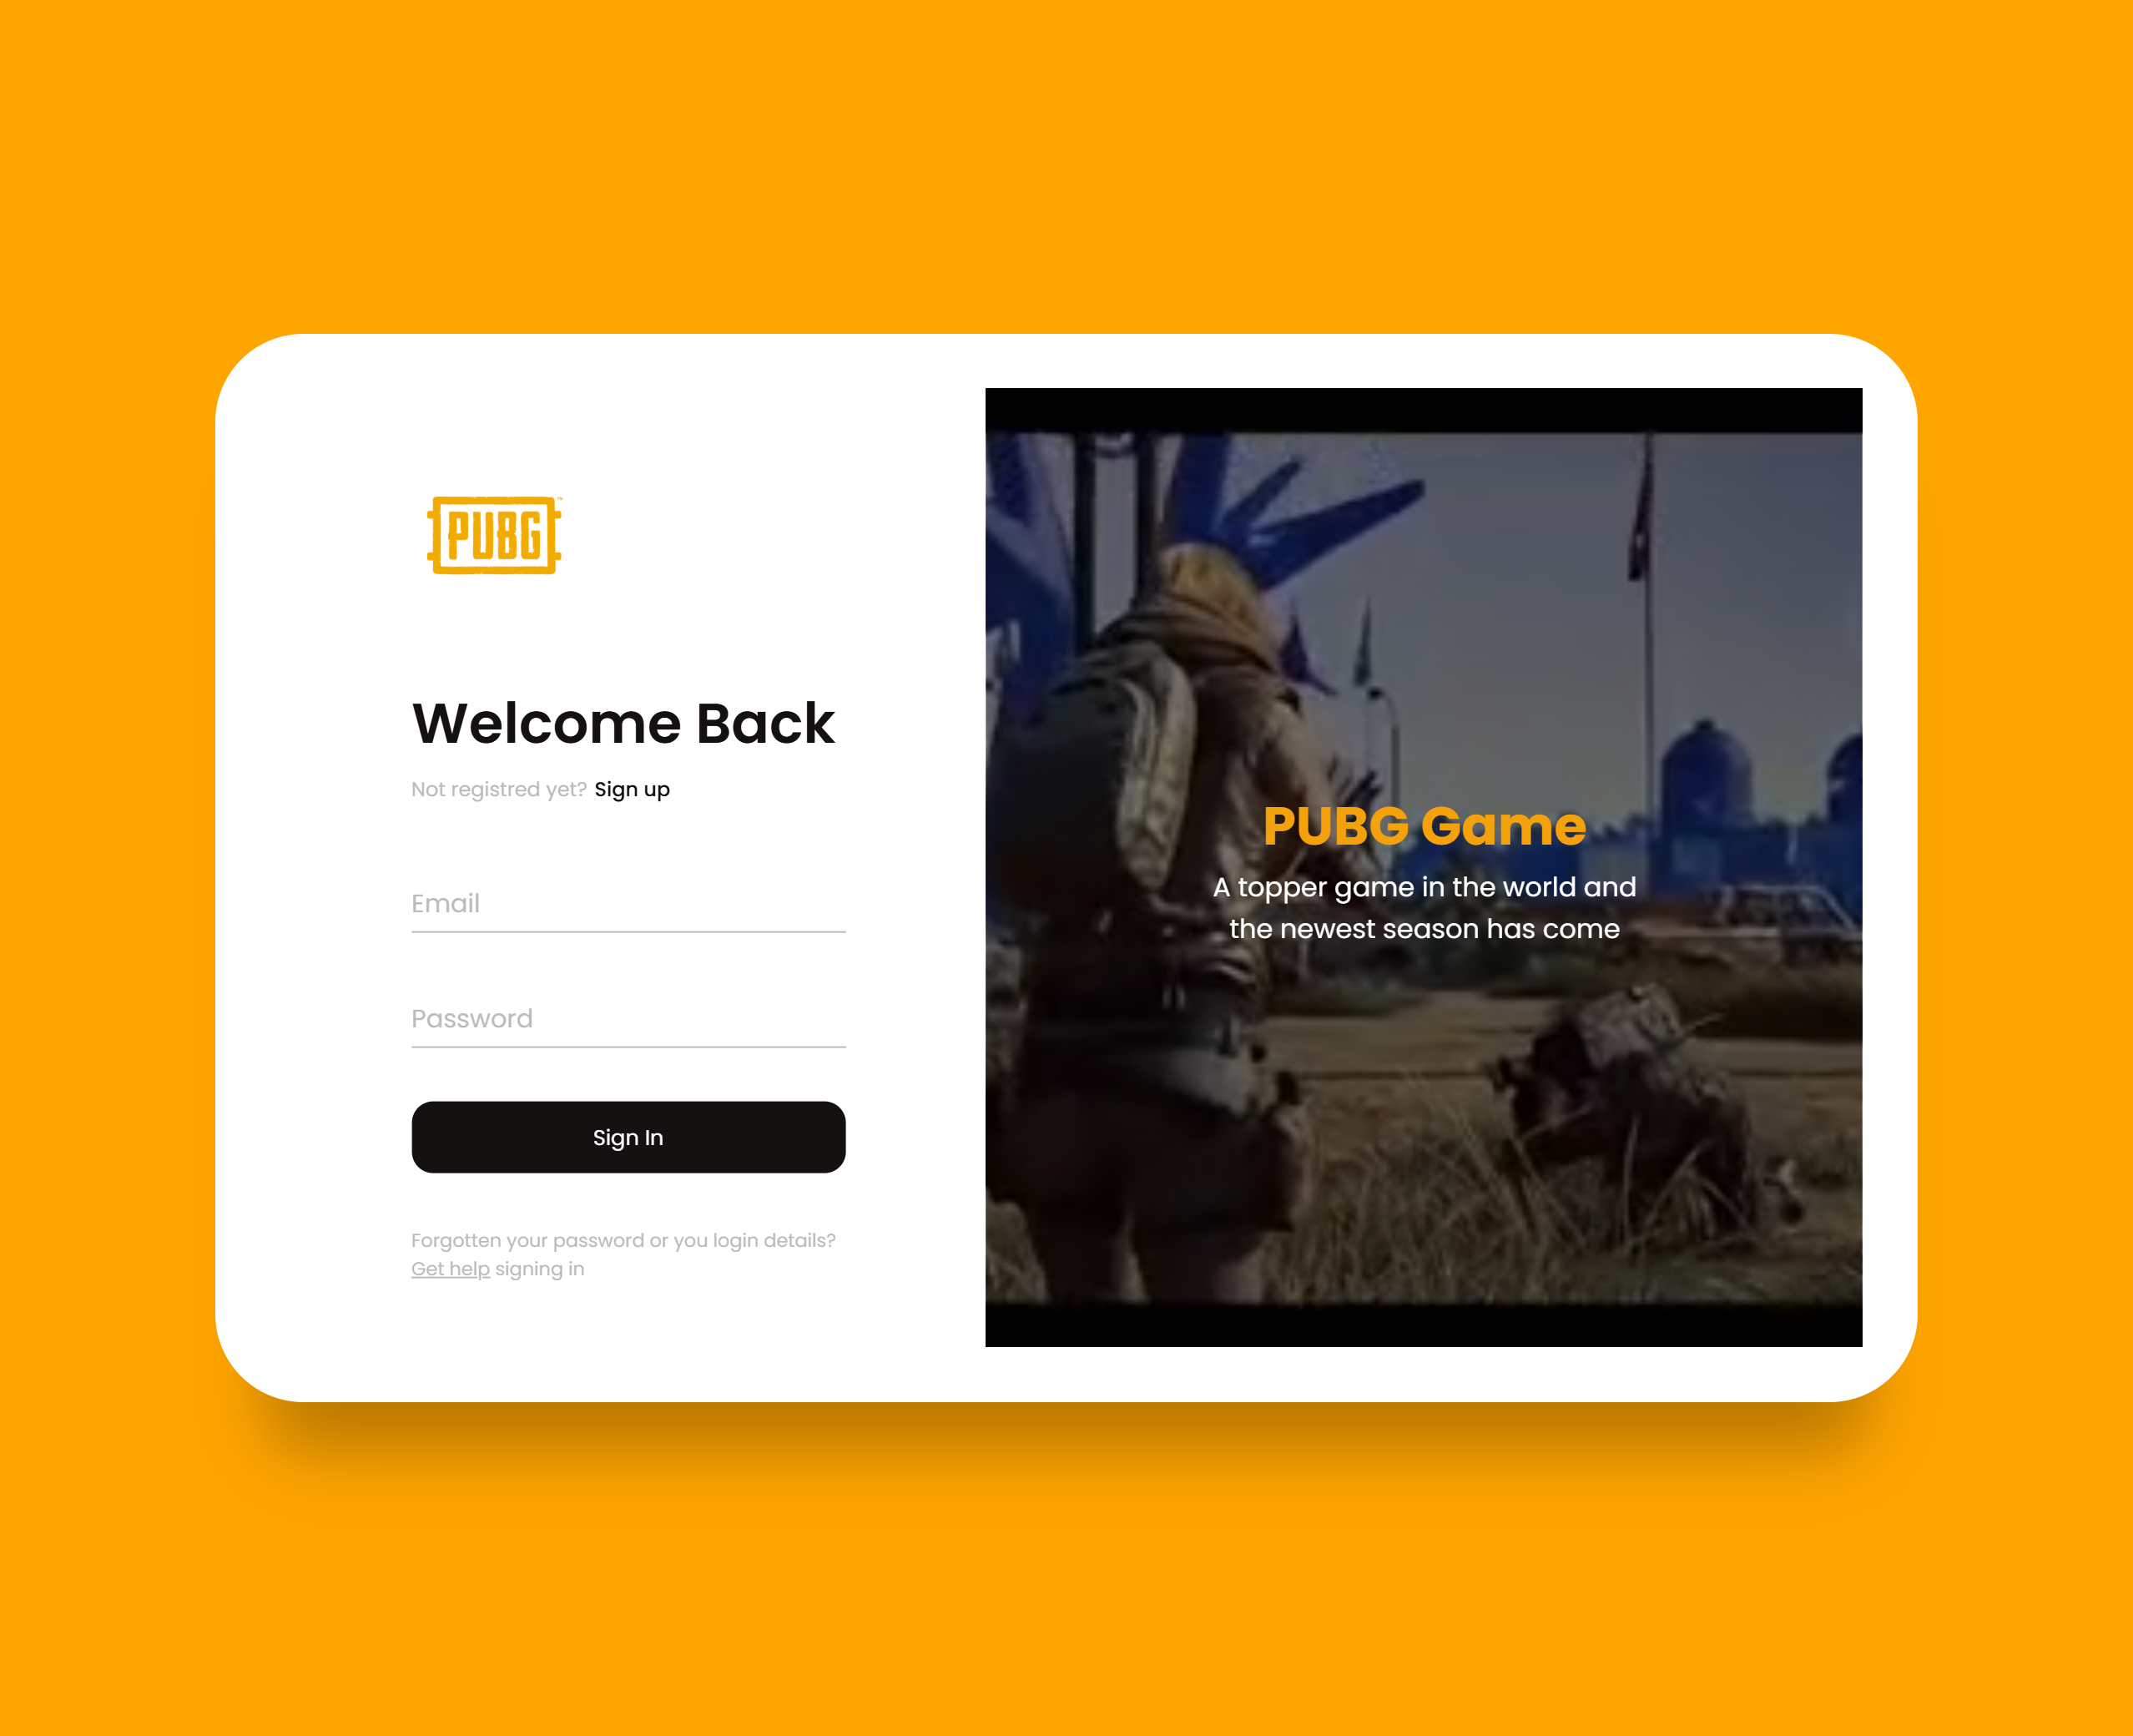 PUBG
Welcome Back
Not registred yet? Sign up
Email
Password
Sign In
Forgotten your password or you login details?
Get help signing in
PUBG Game
A topper game in the world and
the newest season has come